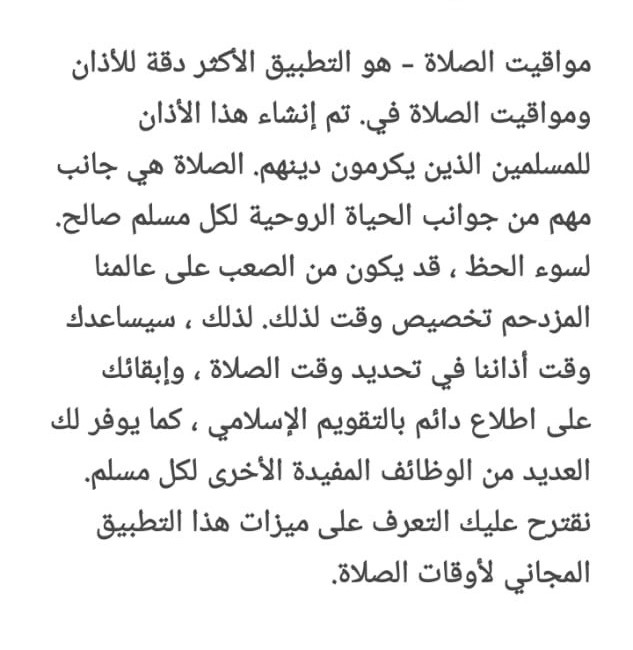 مواقيت الصلاة – هو التطبيق الأكثر دقة للأذان
ومواقيت الصلاة في. تم إنشاء هذا الأذان
للمسلمين الذين يكرمون دينهم. الصلاة هي جانب
مهم من جوانب الحياة الروحية لكل مسلم صالح.
لسوء الحظ ، قد يكون من الصعب على عالمنا
المزدحم تخصيص وقت لذلك. لذلك ، سيساعدك
وقت أذاننا في تحديد وقت الصلاة ، وإبقائك
على اطلاع دائم بالتقويم الإسلامي ، كما يوفر لك
العديد من الوظائف المفيدة الأخرى لكل مسلم.
نقترح عليك التعرف على ميزات هذا التطبيق
المجاني لأوقات الصلاة.